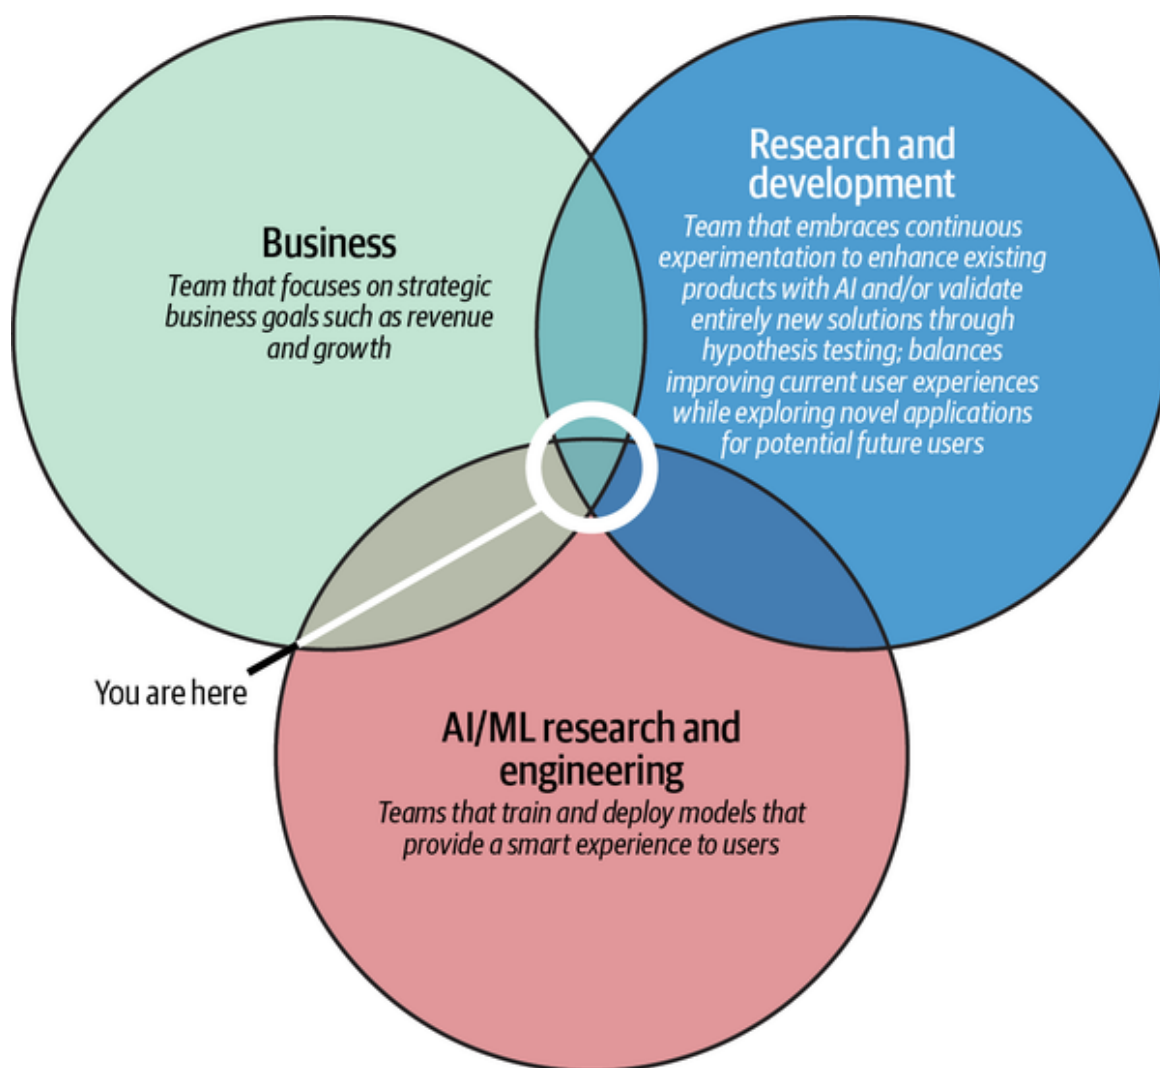 Business
Team that focuses on strategic
business goals such as revenue
and growth
Research and
development
Team that embraces continuous
experimentation to enhance existing
products with AI and/or validate
entirely new solutions through
hypothesis testing; balances
improving current user experiences
while exploring novel applications
for potential future users
You are here
AI/ML research and
engineering
Teams that train and deploy models that
provide a smart experience to users